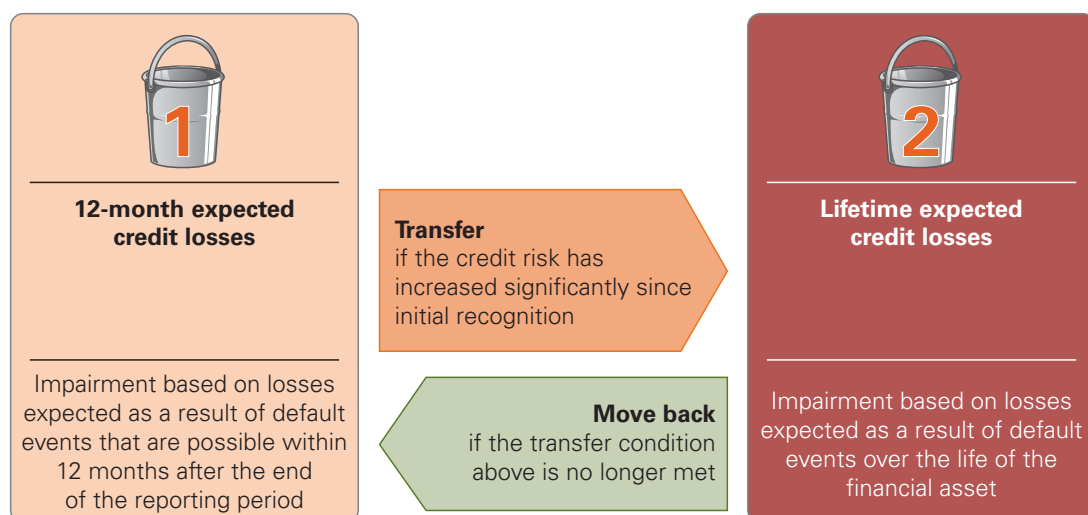 1
12-month expected
credit losses
Impairment based on losses
expected as a result of default
events that are possible within
12 months after the end
of the reporting period
Transfer
if the credit risk has
increased significantly since
initial recognition
Move back
if the transfer condition
above is no longer met
2
Lifetime expected
credit losses
Impairment based on losses
expected as a result of default
events over the life of the
financial asset